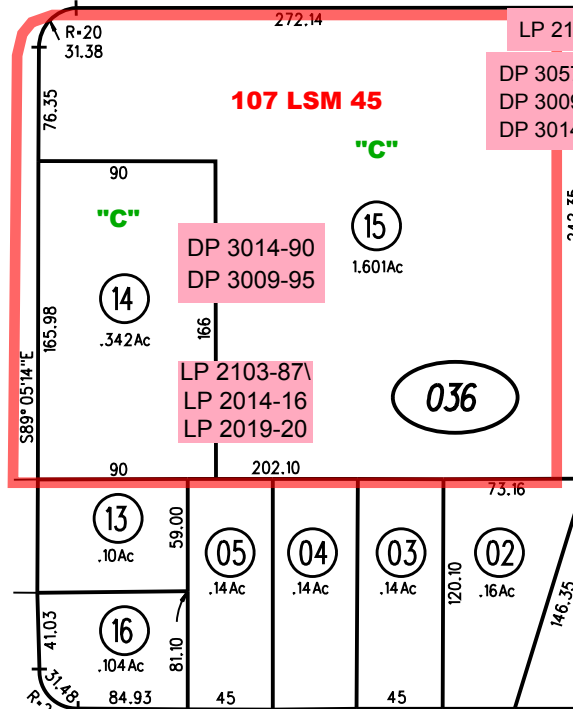 272.14
R=20
31.38
LP 21
DP 305
DP 3009
DP 3014
76.35
107 LSM 45
"C"
90
"C"
15
1.601Ac
242.35
DP 3014-90
DP 3009-95
14
.342Ac
165.98
166
LP 2103-87\
LP 2014-16
LP 2019-20
036
S89° 05'14"E
90
202.10
73.16
13
.10Ac
59.00
05
.14Ac
04
.14Ac
03
.14Ac
02
.16Ac
120.10
146.35
41.03
16
.104Ac
81.10
31.48
84.93
45
45